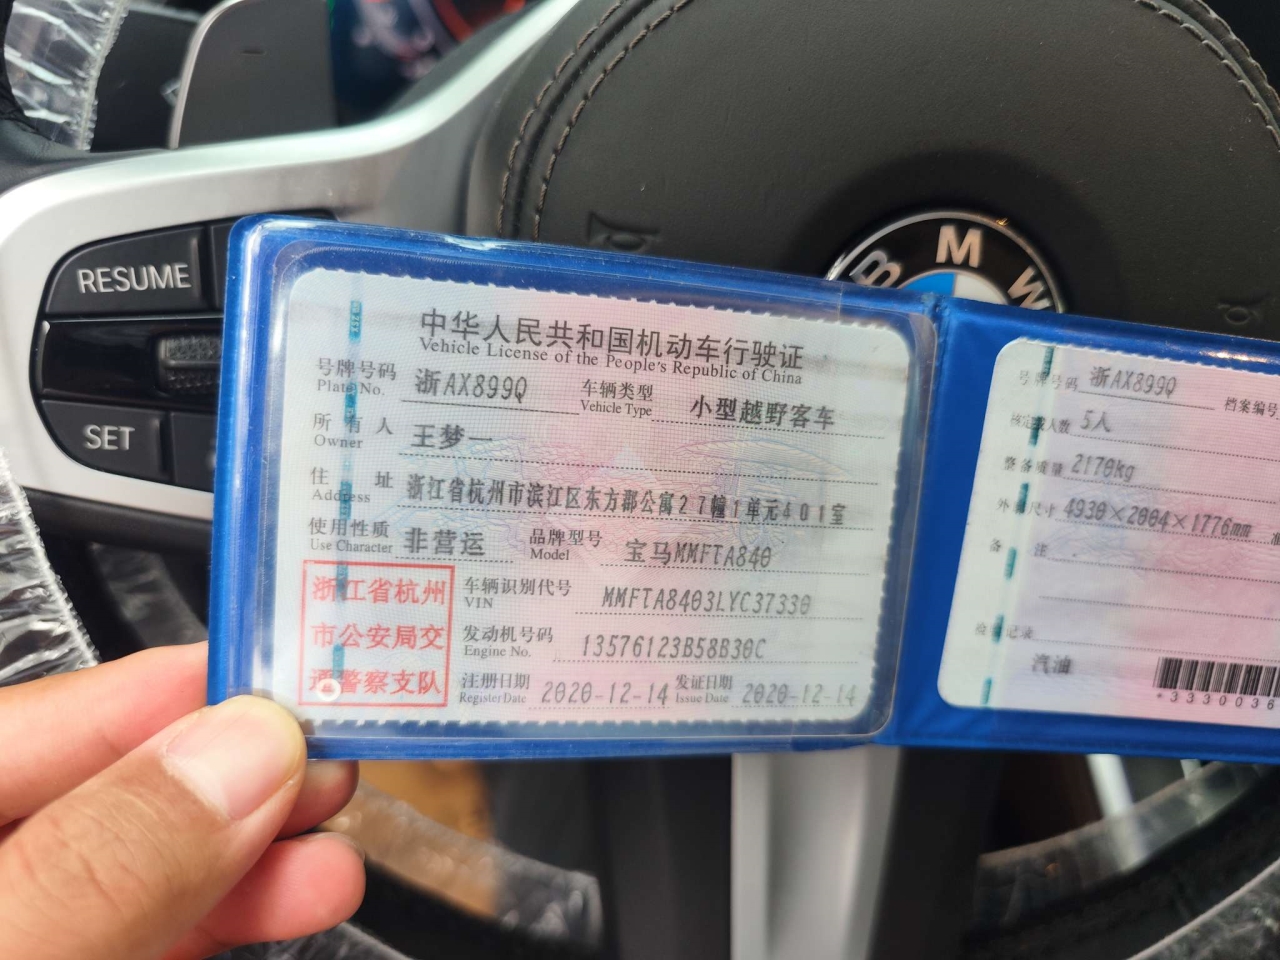 RESUME
SET
BMW
中华人民共和国机动车行驶证
Vehicle License of the People's Republic of China
号牌号码 浙AX899Q 车辆类型 小型越野客车
Plate No. Vehicle Type
所有人 王梦一
Owner
住址 浙江省杭州市滨江区东方郡公寓27幢1单元401室
Address
使用性质 非营运 品牌型号 宝马MMFTA840
Use Character Model
浙江省杭州
市公安局交
通警察支队
车辆识别代号 MMFTA8403LYC37330
VIN
发动机号码 13576123B58B30C
Engine No.
注册日期 2020-12-14 发证日期 2020-12-14
Register Date Issue Date
号牌号码 浙AX899Q 档案编号
核定载人数 5人
整备质量 2170kg
外廓尺寸 4930×2004×1776mm
备注
检验记录
汽油
*3330036